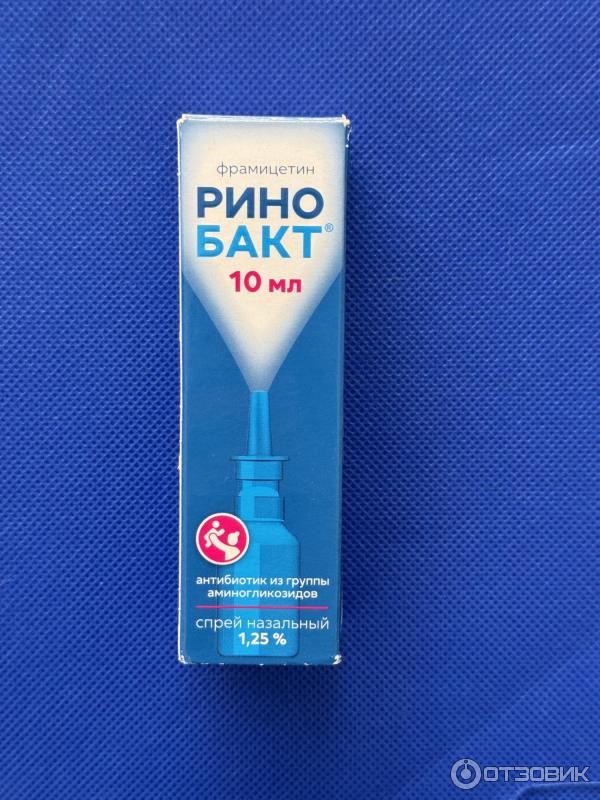 фрамицетин
РИНО
БАКТ®
10 мл
антибиотик из группы
аминогликозидов
спрей назальный
1,25 %
ОТЗОВИК